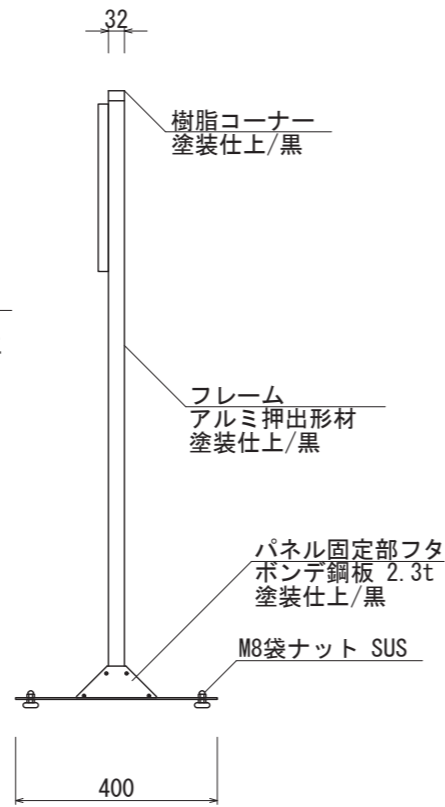 32
樹脂コーナー
塗装仕上/黒
フレーム
アルミ押出形材
塗装仕上/黒
パネル固定部フタ
ボンデ鋼板 2.3t
塗装仕上/黒
M8袋ナット SUS
400